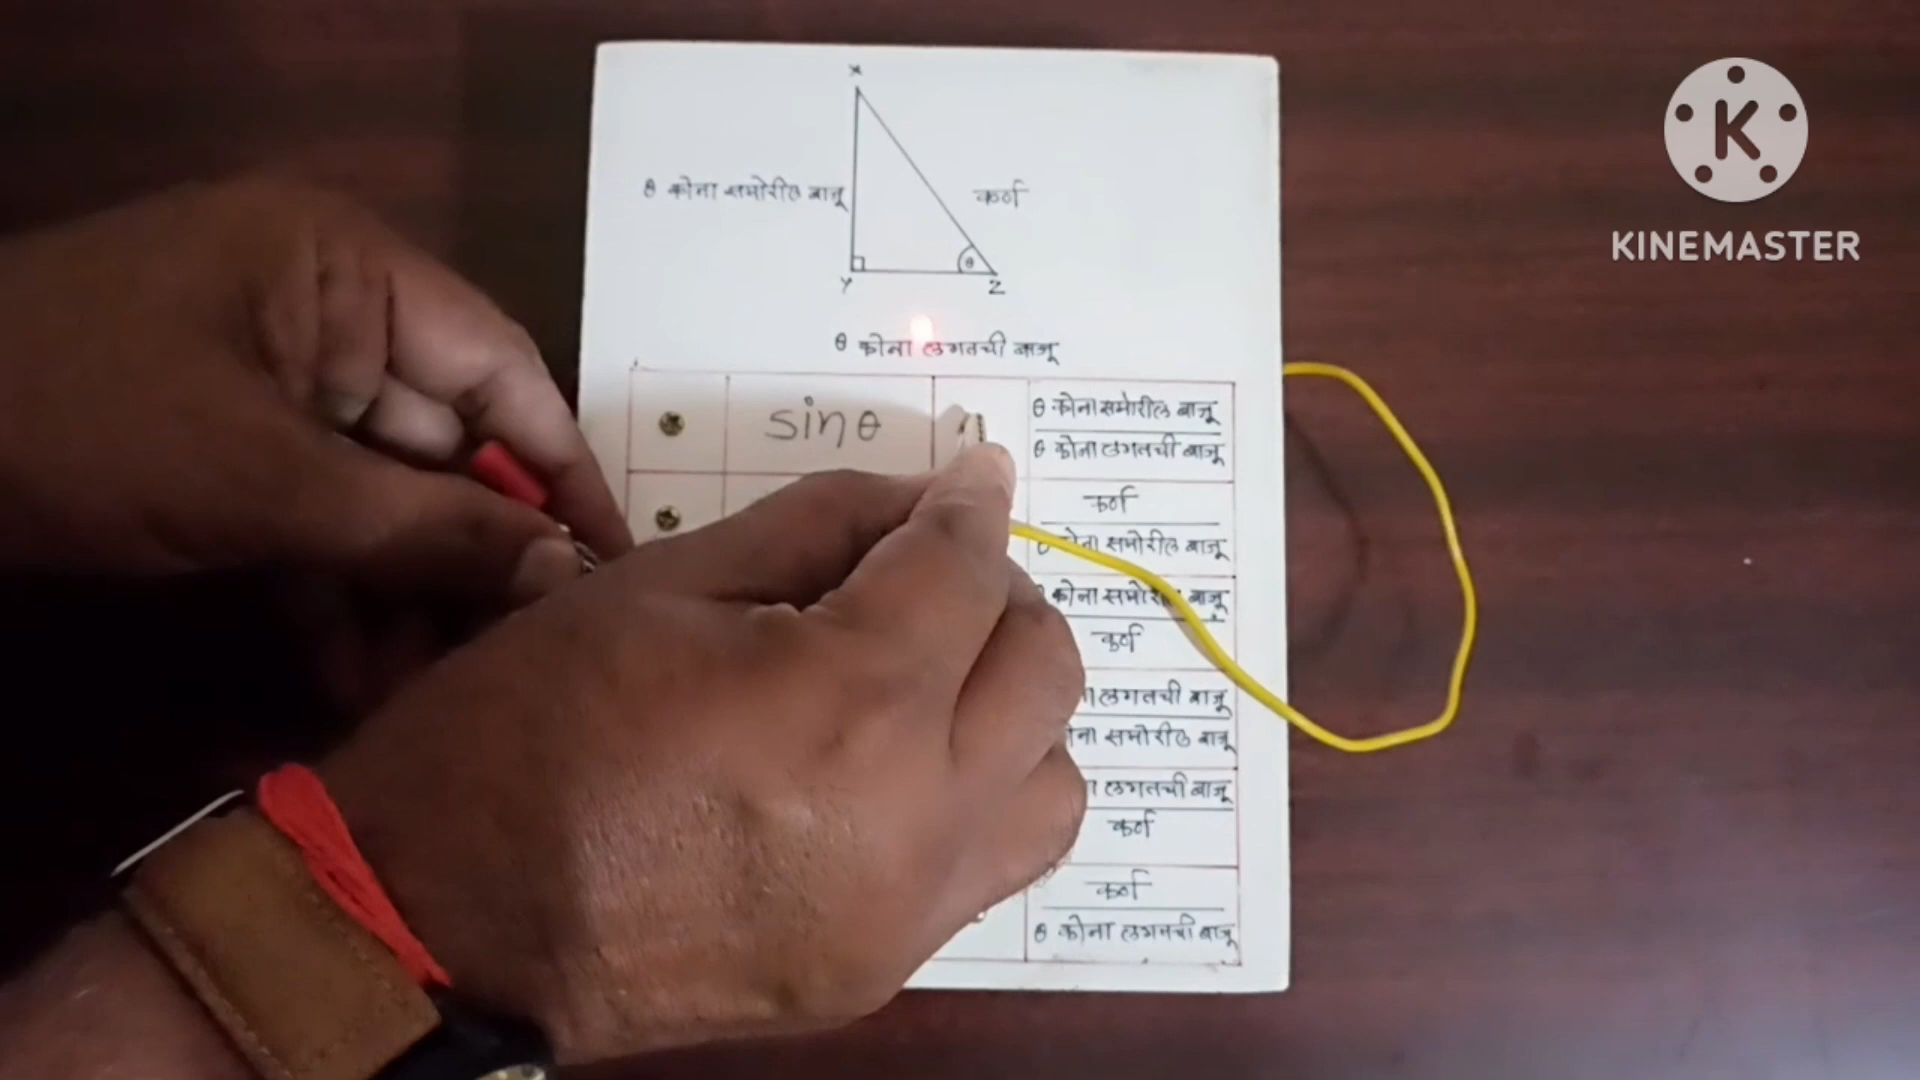 X
θ कोना समोरील बाजू
कर्ण
θ
Y
Z
θ कोना लगतची बाजू
sinθ
θ कोना समोरील बाजू
θ कोना लगतची बाजू
कर्ण
कोना समोरील बाजू
कोना समोरील बाजू
कर्ण
लगतची बाजू
समोरील बाजू
लगतची बाजू
कर्ण
कर्ण
θ कोना लगतची बाजू
K
KINEMASTER